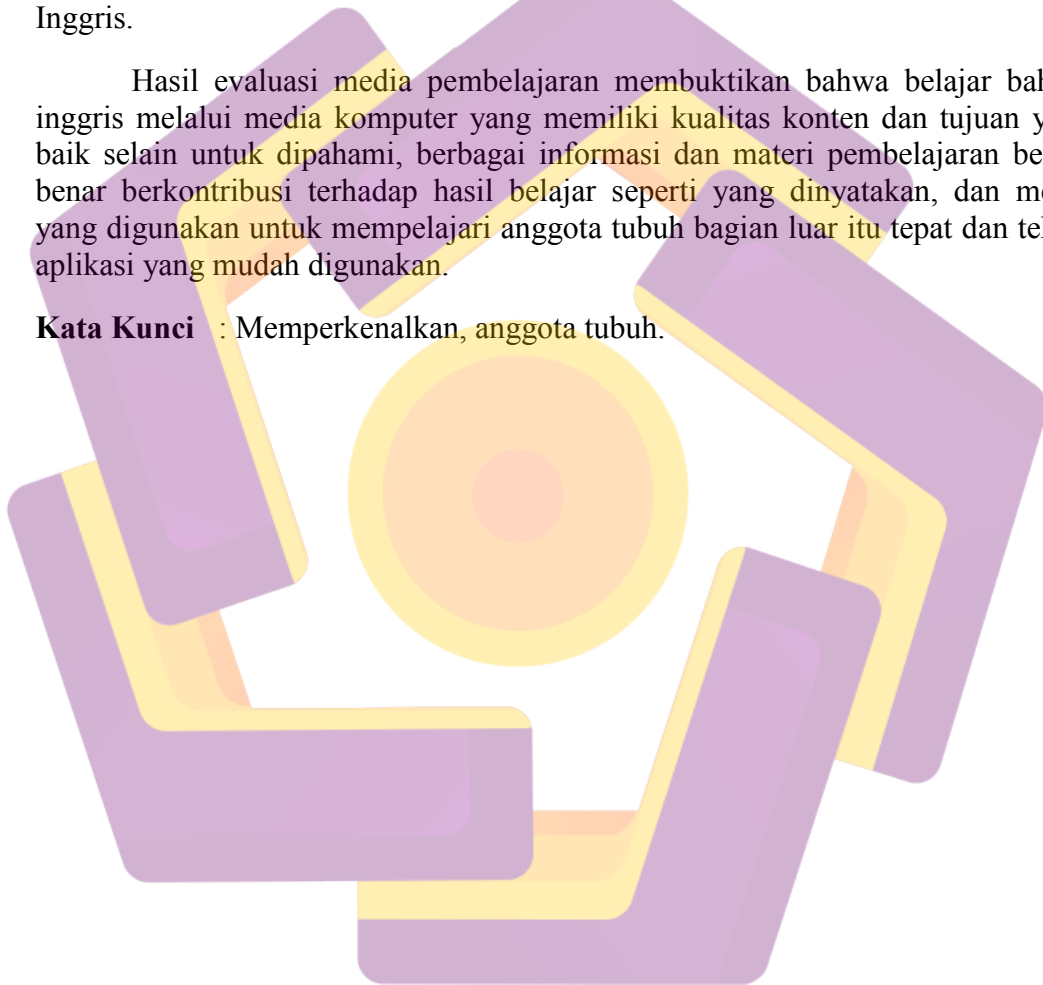 Inggris.
Hasil evaluasi media pembelajaran membuktikan bahwa belajar bah
inggris melalui media komputer yang memiliki kualitas konten dan tujuan y
baik selain untuk dipahami, berbagai informasi dan materi pembelajaran be
benar berkontribusi terhadap hasil belajar seperti yang dinyatakan, dan m
yang digunakan untuk mempelajari anggota tubuh bagian luar itu tepat dan tel
aplikasi yang mudah digunakan.
Kata Kunci : Memperkenalkan, anggota tubuh.